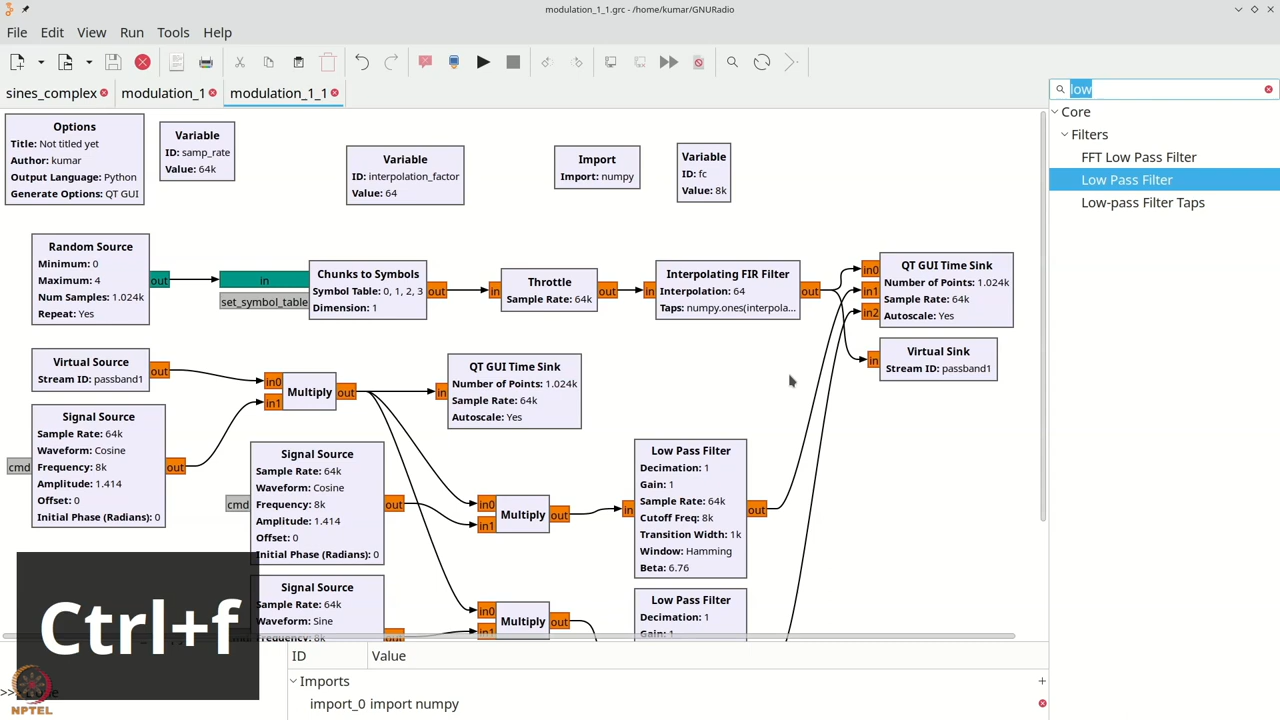 modulation_1_1.grc - /home/kumar/GNURadio
File Edit View Run Tools Help
sines_complex modulation_1 modulation_1_1
low
Core
Filters
FFT Low Pass Filter
Low Pass Filter
Low-pass Filter Taps
Options
Title: Not titled yet
Author: kumar
Output Language: Python
Generate Options: QT GUI
Variable
ID: samp_rate
Value: 64k
Variable
ID: interpolation_factor
Value: 64
Import
Import: numpy
Variable
ID: fc
Value: 8k
Random Source
Minimum: 0
Maximum: 4
Num Samples: 1.024k
Repeat: Yes
out
in
set_symbol_table
Chunks to Symbols
Symbol Table: 0, 1, 2, 3
Dimension: 1
out
in
Throttle
Sample Rate: 64k
out
in
Interpolating FIR Filter
Interpolation: 64
Taps: numpy.ones(interpola...
out
in0
in1
in2
QT GUI Time Sink
Number of Points: 1.024k
Sample Rate: 64k
Autoscale: Yes
in
Virtual Sink
Stream ID: passband1
Virtual Source
Stream ID: passband1
out
in0
in1
Multiply
out
in
QT GUI Time Sink
Number of Points: 1.024k
Sample Rate: 64k
Autoscale: Yes
cmd
Signal Source
Sample Rate: 64k
Waveform: Cosine
Frequency: 8k
Amplitude: 1.414
Offset: 0
Initial Phase (Radians): 0
out
cmd
Signal Source
Sample Rate: 64k
Waveform: Cosine
Frequency: 8k
Amplitude: 1.414
Offset: 0
Initial Phase (Radians): 0
out
in0
in1
Multiply
out
in
Low Pass Filter
Decimation: 1
Gain: 1
Sample Rate: 64k
Cutoff Freq: 8k
Transition Width: 1k
Window: Hamming
Beta: 6.76
out
Signal Source
Sample Rate: 64k
Waveform: Sine
Frequency: 8k
out
in0
in1
Multiply
out
Low Pass Filter
Decimation: 1
Gain: 1
Ctrl+f
>>>
NPTEL
ID Value
Imports
import_0 import numpy